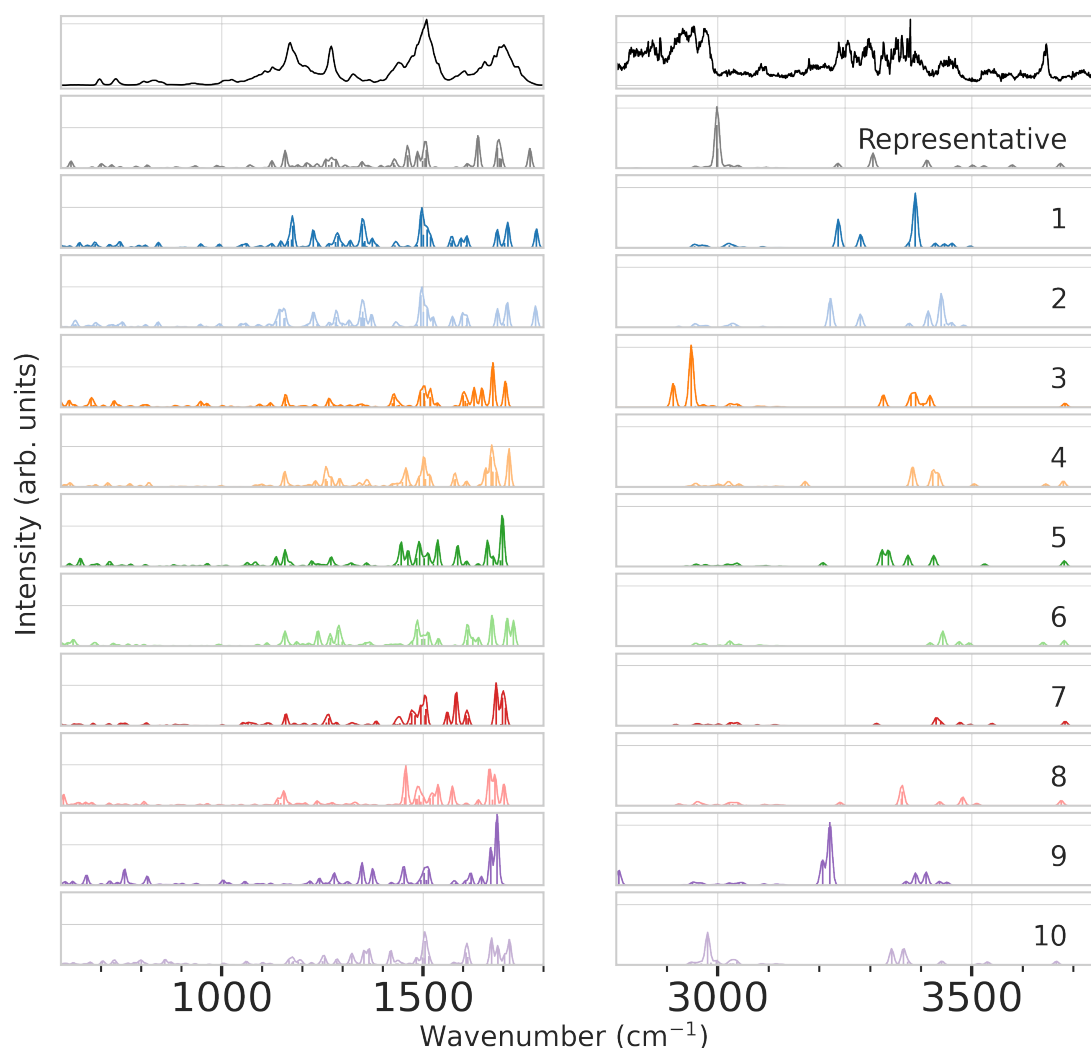 Representative
1
2
3
4
5
6
7
8
9
10
Intensity (arb. units)
1000 1500 3000 3500
Wavenumber (cm⁻¹)